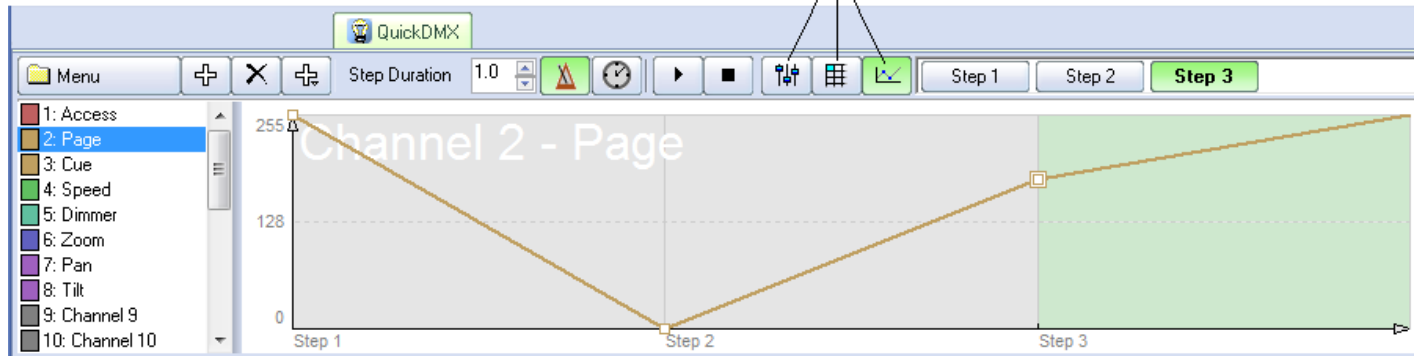 QuickDMX
Menu
Step Duration
1.0
Step 1
Step 2
Step 3
1: Access
2: Page
3: Cue
4: Speed
5: Dimmer
6: Zoom
7: Pan
8: Tilt
9: Channel 9
10: Channel 10
Channel 2 - Page
255
128
0
Step 1
Step 2
Step 3